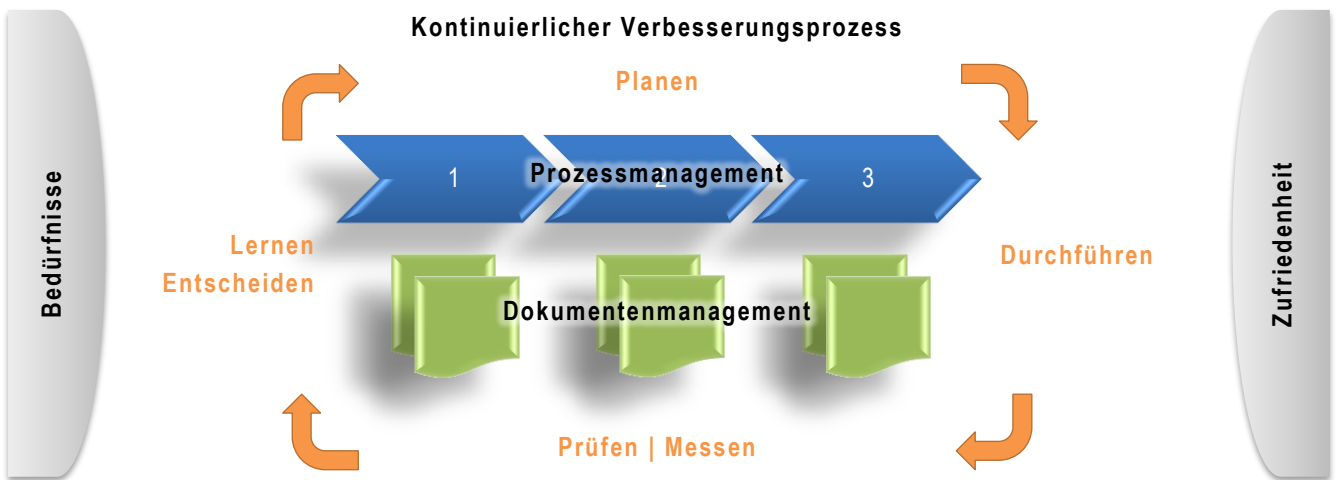 Kontinuierlicher Verbesserungsprozess
Planen
Bedürfnisse
1
Prozessmanagement
2
3
Zufriedenheit
Lernen
Entscheiden
Durchführen
Dokumentenmanagement
Prüfen | Messen